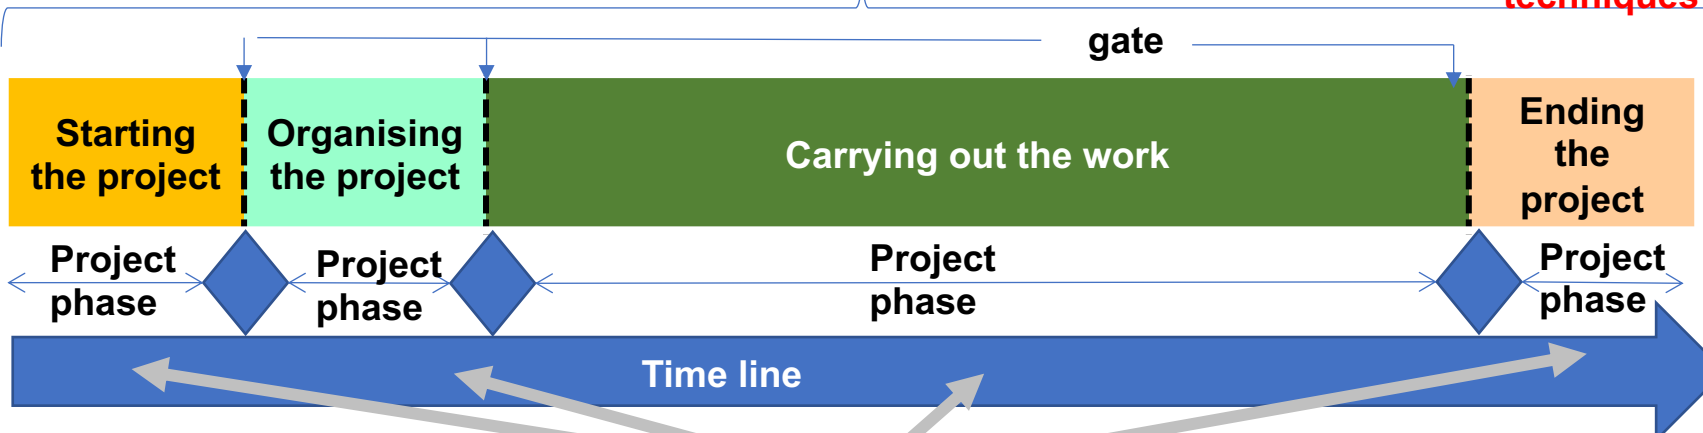 techniques
gate
Starting
the project
Organising
the project
Carrying out the work
Ending
the
project
Project
phase
Project
phase
Project
phase
Project
phase
Time line